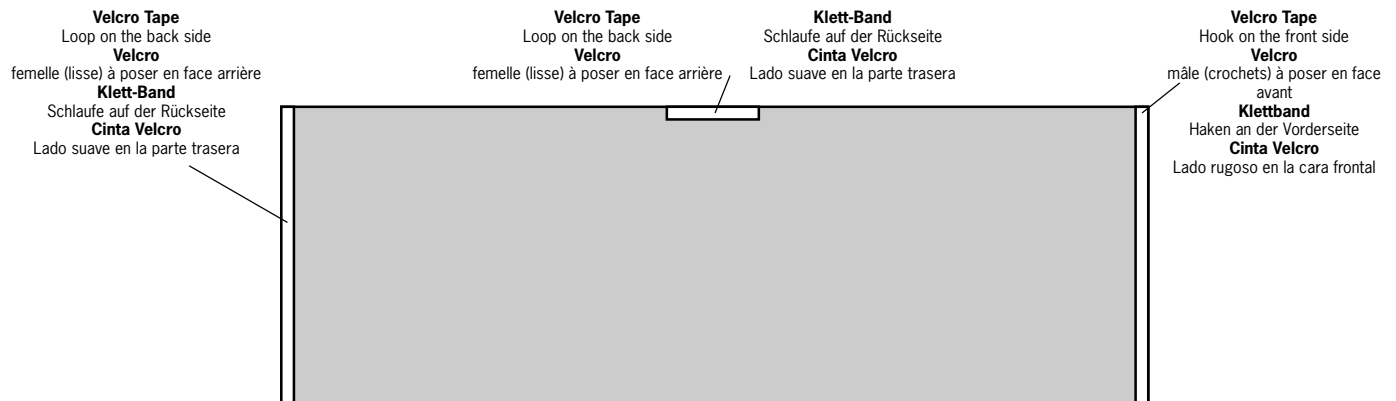 Velcro Tape
Loop on the back side
Velcro
femelle (lisse) à poser en face arrière
Klett-Band
Schlaufe auf der Rückseite
Cinta Velcro
Lado suave en la parte trasera
Velcro Tape
Loop on the back side
Velcro
femelle (lisse) à poser en face arrière
Klett-Band
Schlaufe auf der Rückseite
Cinta Velcro
Lado suave en la parte trasera
Velcro Tape
Hook on the front side
Velcro
mâle (crochets) à poser en face
avant
Klettband
Haken an der Vorderseite
Cinta Velcro
Lado rugoso en la cara frontal